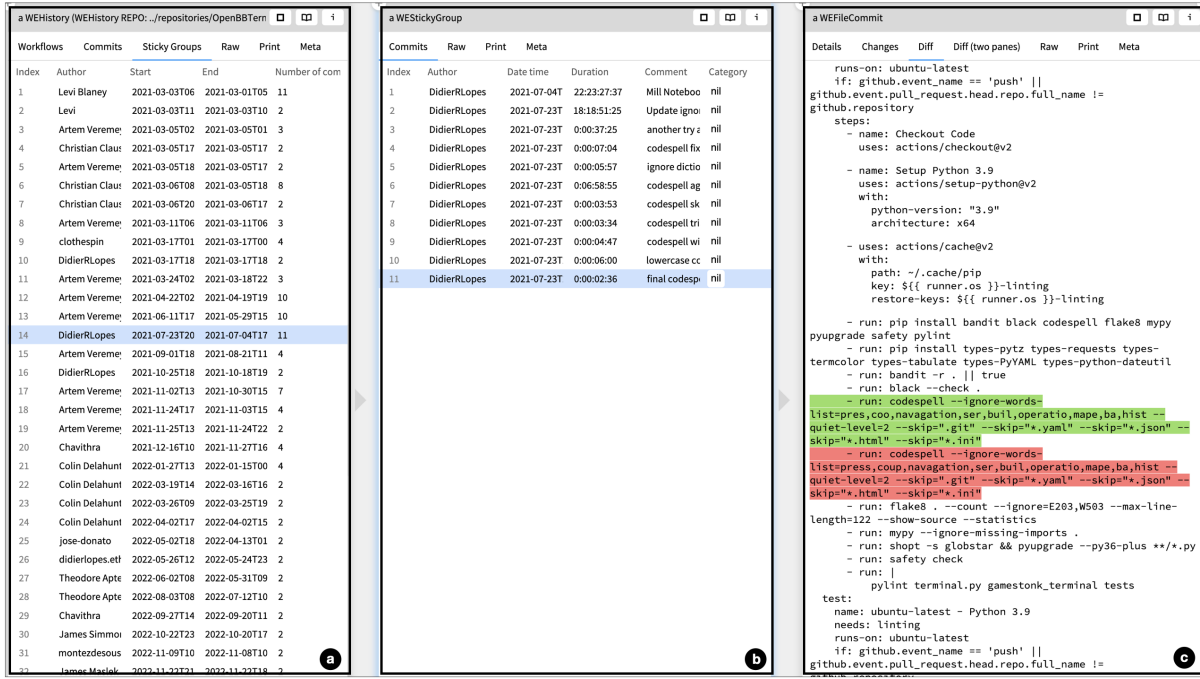 a WEHistory (WEHistory REPO: ../repositories/OpenBBTern
Workflows Commits Sticky Groups Raw Print Meta
Index Author Start End Number of com
1 Levi Blaney 2021-03-03T06 2021-03-01T05 11
2 Levi 2021-03-03T11 2021-03-03T10 2
3 Artem Veremey 2021-03-05T02 2021-03-05T01 3
4 Christian Claus 2021-03-05T17 2021-03-05T17 2
5 Artem Veremey 2021-03-05T18 2021-03-05T17 2
6 Christian Claus 2021-03-06T08 2021-03-05T18 8
7 Christian Claus 2021-03-06T20 2021-03-06T17 2
8 Artem Veremey 2021-03-11T06 2021-03-11T06 3
9 clothespin 2021-03-17T01 2021-03-17T00 4
10 DidierRLopes 2021-03-17T18 2021-03-17T18 2
11 Artem Veremey 2021-03-24T02 2021-03-18T22 3
12 Artem Veremey 2021-04-22T02 2021-04-19T19 10
13 Artem Veremey 2021-06-11T17 2021-05-29T15 10
14 DidierRLopes 2021-07-23T20 2021-07-04T17 11
15 Artem Veremey 2021-09-01T18 2021-08-21T11 4
16 DidierRLopes 2021-10-25T18 2021-10-18T19 2
17 Artem Veremey 2021-11-02T13 2021-10-30T15 7
18 Artem Veremey 2021-11-24T17 2021-11-03T15 4
19 Artem Veremey 2021-11-25T13 2021-11-24T22 2
20 Chavithra 2021-12-16T10 2021-11-27T16 4
21 Colin Delahunt 2022-01-27T13 2022-01-15T00 4
22 Colin Delahunt 2022-03-19T14 2022-03-16T16 2
23 Colin Delahunt 2022-03-26T09 2022-03-25T19 2
24 Colin Delahunt 2022-04-02T17 2022-04-02T15 2
25 jose-donato 2022-05-02T18 2022-04-13T01 2
26 didierlopes.eth 2022-05-26T12 2022-05-24T23 2
27 Theodore Apte 2022-06-02T08 2022-05-31T09 2
28 Theodore Apte 2022-08-03T08 2022-07-12T10 2
29 Chavithra 2022-09-27T14 2022-09-20T11 2
30 James Simmor 2022-10-22T23 2022-10-20T17 2
31 montezdesous 2022-11-09T10 2022-11-08T10 2
32 James Maslek 2022-11-22T21 2022-11-22T18 2
a
a WEStickyGroup
Commits Raw Print Meta
Index Author Date time Duration Comment Category
1 DidierRLopes 2021-07-04T 22:23:27:37 Mill Noteboo nil
2 DidierRLopes 2021-07-23T 18:18:51:25 Update ignor nil
3 DidierRLopes 2021-07-23T 0:00:37:25 another try a nil
4 DidierRLopes 2021-07-23T 0:00:07:04 codespell fix nil
5 DidierRLopes 2021-07-23T 0:00:05:57 ignore dictio nil
6 DidierRLopes 2021-07-23T 0:06:58:55 codespell ag nil
7 DidierRLopes 2021-07-23T 0:00:03:53 codespell sk nil
8 DidierRLopes 2021-07-23T 0:00:03:34 codespell tri nil
9 DidierRLopes 2021-07-23T 0:00:04:47 codespell wi nil
10 DidierRLopes 2021-07-23T 0:00:06:00 lowercase cc nil
11 DidierRLopes 2021-07-23T 0:00:02:36 final codesp nil
b
a WEFileCommit
Details Changes Diff Diff (two panes) Raw Print Meta
runs-on: ubuntu-latest
if: github.event_name == 'push' ||
github.event.pull_request.head.repo.full_name !=
github.repository
steps:
- name: Checkout Code
uses: actions/checkout@v2
- name: Setup Python 3.9
uses: actions/setup-python@v2
with:
python-version: "3.9"
architecture: x64
- uses: actions/cache@v2
with:
path: ~/.cache/pip
key: ${{ runner.os }}-linting
restore-keys: ${{ runner.os }}-linting
- run: pip install bandit black codespell flake8 mypy
pyupgrade safety pylint
- run: pip install types-pytz types-requests types-
termcolor types-tabulate types-PyYAML types-python-dateutil
- run: bandit -r . || true
- run: black --check .
- run: codespell --ignore-words-
list=pres,coo,navagation,ser,buil,operatio,mape,ba,hist --
quiet-level=2 --skip=".git" --skip="*.yaml" --skip="*.json" --
skip="*.html" --skip="*.ini"
- run: codespell --ignore-words-
list=press,coup,navagation,ser,buil,operatio,mape,ba,hist --
quiet-level=2 --skip=".git" --skip="*.yaml" --skip="*.json" --
skip="*.html" --skip="*.ini"
- run: flake8 . --count --ignore=E203,W503 --max-line-
length=122 --show-source --statistics
- run: mypy --ignore-missing-imports .
- run: shopt -s globstar && pyupgrade --py36-plus **/*.py
- run: safety check
- run: |
pylint terminal.py gamestonk_terminal tests
test:
name: ubuntu-latest - Python 3.9
needs: linting
runs-on: ubuntu-latest
if: github.event_name == 'push' ||
github.event.pull_request.head.repo.full_name !=
github.repository
c